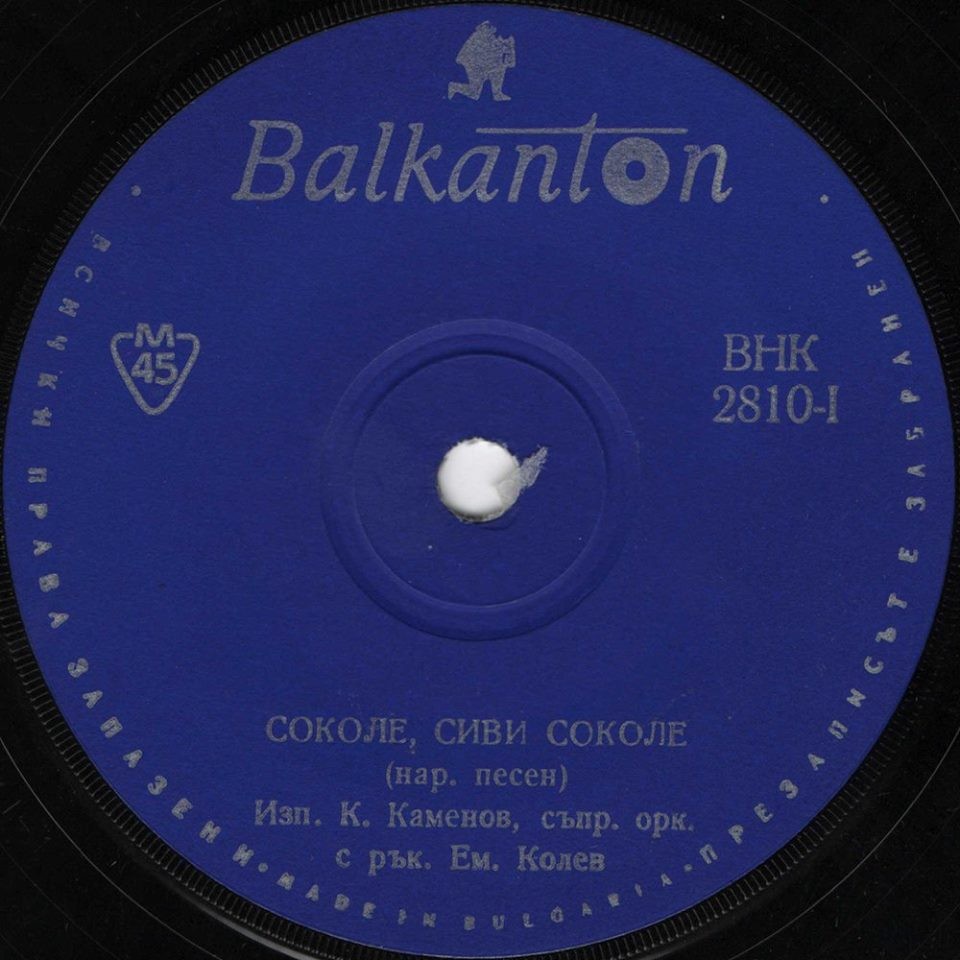 Balkanton
M
45
ВНК
2810-I
СОКОЛЕ, СИВИ СОКОЛЕ
(нар. песен)
Изп. К. Каменов, съпр. орк.
с рък. Ем. Колев
ВСИЧКИ ПРАВА ЗАПАЗЕНИ • MADE IN BULGARIA • ПРЕЗАПИСЪТ Е ЗАБРАНЕН